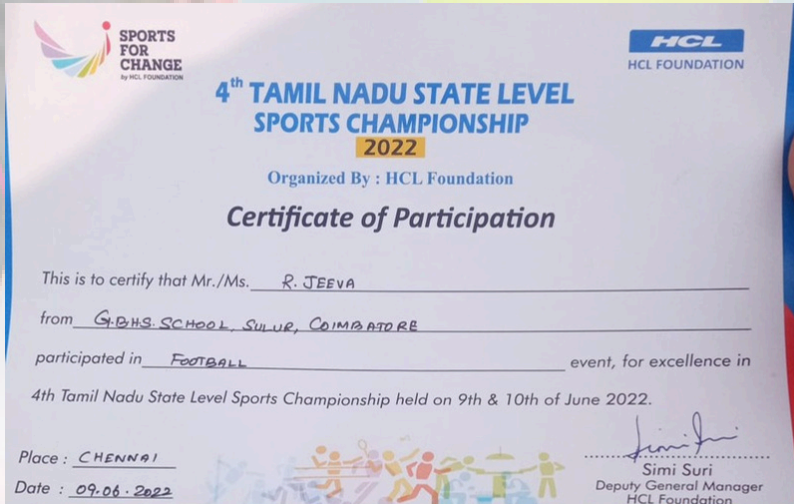 SPORTS
FOR
CHANGE
by HCL FOUNDATION
HCL
HCL FOUNDATION
4th TAMIL NADU STATE LEVEL
SPORTS CHAMPIONSHIP
2022
Organized By : HCL Foundation
Certificate of Participation
This is to certify that Mr./Ms. R. JEEVA
from G.BHS. SCHOOL, SULUR, COIMBATORE
participated in FOOTBALL event, for excellence in
4th Tamil Nadu State Level Sports Championship held on 9th & 10th of June 2022.
Place : CHENNAI
Date : 09.06.2022
Simi Suri
Simi Suri
Deputy General Manager
HCL Foundation